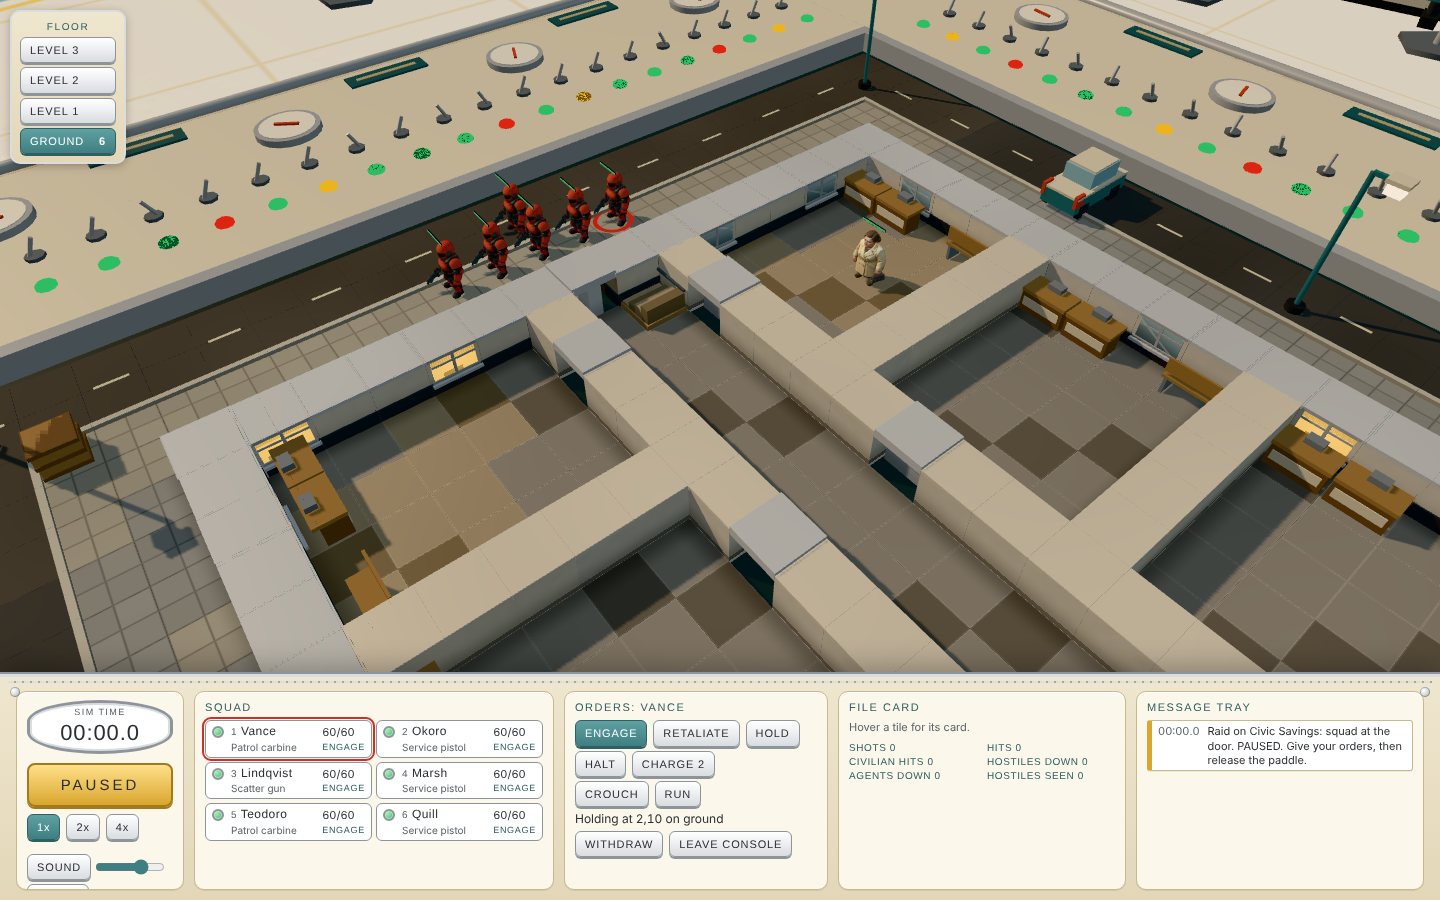 FLOOR
LEVEL 3
LEVEL 2
LEVEL 1
GROUND 6
SIM TIME
00:00.0
PAUSED
1x 2x 4x
SOUND
SQUAD
1 Vance 60/60
Patrol carbine ENGAGE
2 Okoro 60/60
Service pistol ENGAGE
3 Lindqvist 60/60
Scatter gun ENGAGE
4 Marsh 60/60
Service pistol ENGAGE
5 Teodoro 60/60
Patrol carbine ENGAGE
6 Quill 60/60
Service pistol ENGAGE
ORDERS: VANCE
ENGAGE RETALIATE HOLD
HALT CHARGE 2
CROUCH RUN
Holding at 2,10 on ground
WITHDRAW LEAVE CONSOLE
FILE CARD
Hover a tile for its card.
SHOTS 0 HITS 0
CIVILIAN HITS 0 HOSTILES DOWN 0
AGENTS DOWN 0 HOSTILES SEEN 0
MESSAGE TRAY
00:00.0 Raid on Civic Savings: squad at the
door. PAUSED. Give your orders, then
release the paddle.